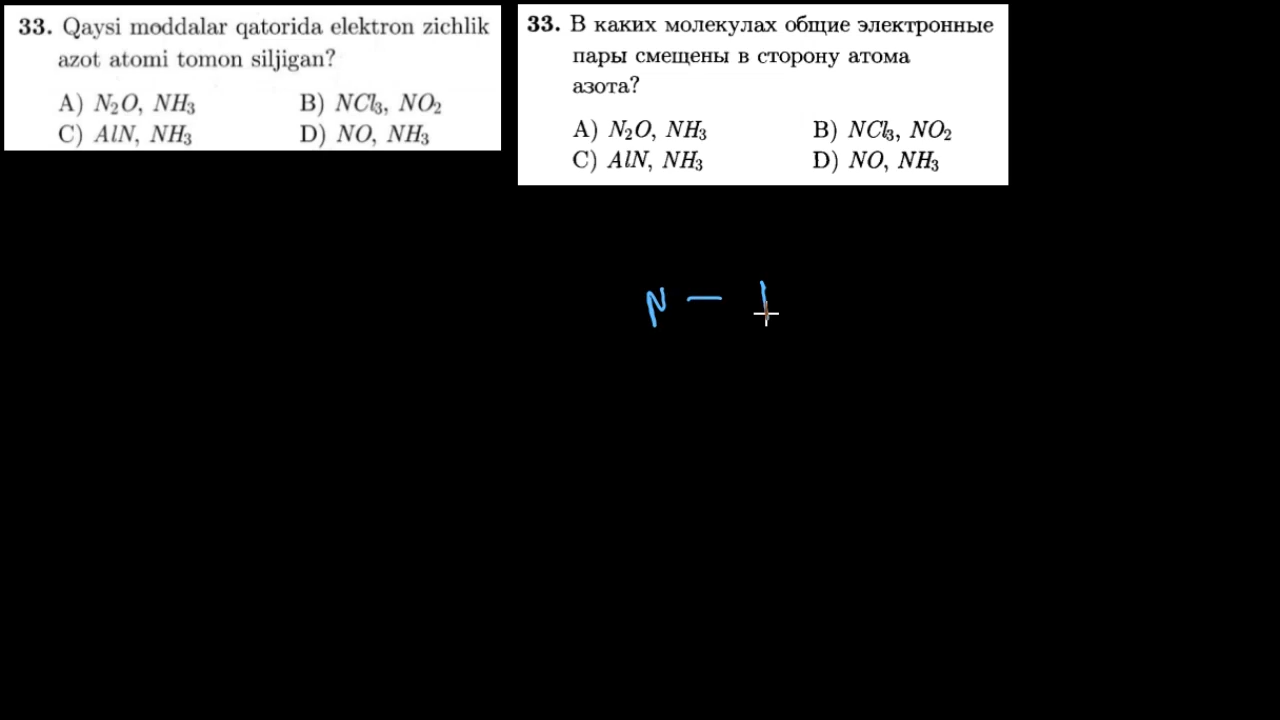 33. Qaysi moddalar qatorida elektron zichlik
azot atomi tomon siljigan?
A) N₂O, NH₃ B) NCl₃, NO₂
C) AlN, NH₃ D) NO, NH₃
33. В каких молекулах общие электронные
пары смещены в сторону атома
азота?
A) N₂O, NH₃ B) NCl₃, NO₂
C) AlN, NH₃ D) NO, NH₃
N —